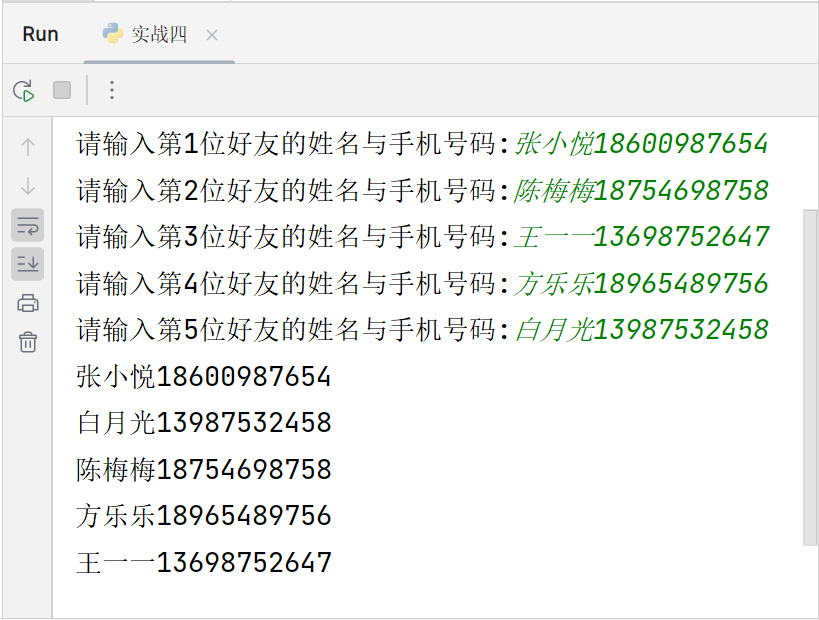 Run
实战四
请输入第1位好友的姓名与手机号码:张小悦18600987654
请输入第2位好友的姓名与手机号码:陈梅梅18754698758
请输入第3位好友的姓名与手机号码:王一一13698752647
请输入第4位好友的姓名与手机号码:方乐乐18965489756
请输入第5位好友的姓名与手机号码:白月光13987532458
张小悦18600987654
白月光13987532458
陈梅梅18754698758
方乐乐18965489756
王一一13698752647